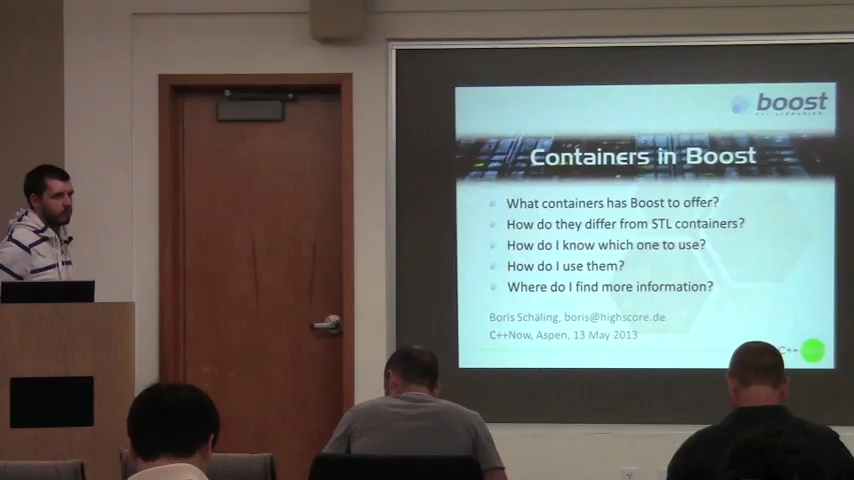 boost
C++ LIBRARIES
Containers in Boost
What containers has Boost to offer?
How do they differ from STL containers?
How do I know which one to use?
How do I use them?
Where do I find more information?
Boris Schäling, boris@highscore.de
C++Now, Aspen, 13 May 2013
C++